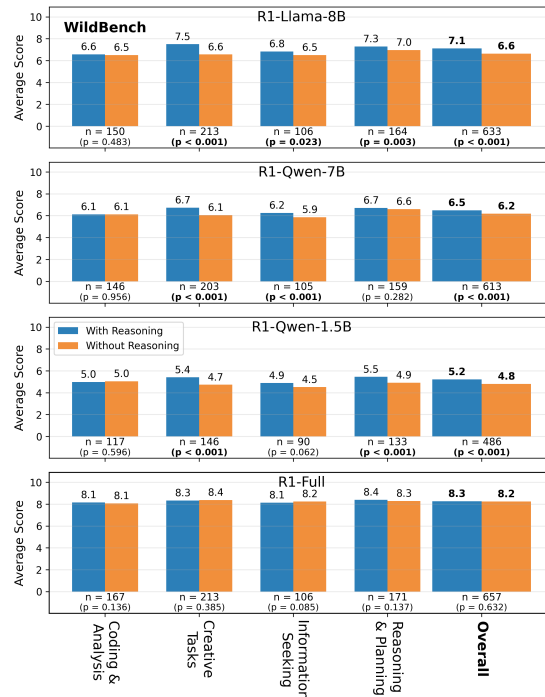 R1-Llama-8B
WildBench
Average Score
10
8
6
4
2
0
6.6 6.5 7.5 6.6 6.8 6.5 7.3 7.0 7.1 6.6
n = 150 n = 213 n = 106 n = 164 n = 633
(p = 0.483) (p < 0.001) (p = 0.023) (p = 0.003) (p < 0.001)
R1-Qwen-7B
Average Score
10
8
6
4
2
0
6.1 6.1 6.7 6.1 6.2 5.9 6.7 6.6 6.5 6.2
n = 146 n = 203 n = 105 n = 159 n = 613
(p = 0.956) (p < 0.001) (p < 0.001) (p = 0.282) (p < 0.001)
R1-Qwen-1.5B
With Reasoning
Without Reasoning
Average Score
10
8
6
4
2
0
5.0 5.0 5.4 4.7 4.9 4.5 5.5 4.9 5.2 4.8
n = 117 n = 146 n = 90 n = 133 n = 486
(p = 0.596) (p < 0.001) (p = 0.062) (p < 0.001) (p < 0.001)
R1-Full
Average Score
10
8
6
4
2
0
8.1 8.1 8.3 8.4 8.1 8.2 8.4 8.3 8.3 8.2
n = 167 n = 213 n = 106 n = 171 n = 657
(p = 0.136) (p = 0.385) (p = 0.085) (p = 0.137) (p = 0.632)
Coding &
Analysis
Creative
Tasks
Information
Seeking
Reasoning
& Planning
Overall